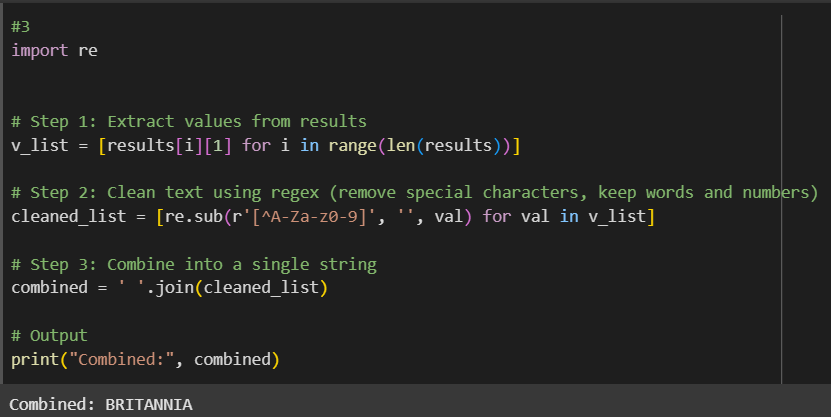 #3
import re
# Step 1: Extract values from results
v_list = [results[i][1] for i in range(len(results))]
# Step 2: Clean text using regex (remove special characters, keep words and numbers)
cleaned_list = [re.sub(r'[^A-Za-z0-9]', '', val) for val in v_list]
# Step 3: Combine into a single string
combined = ' '.join(cleaned_list)
# Output
print("Combined:", combined)
Combined: BRITANNIA